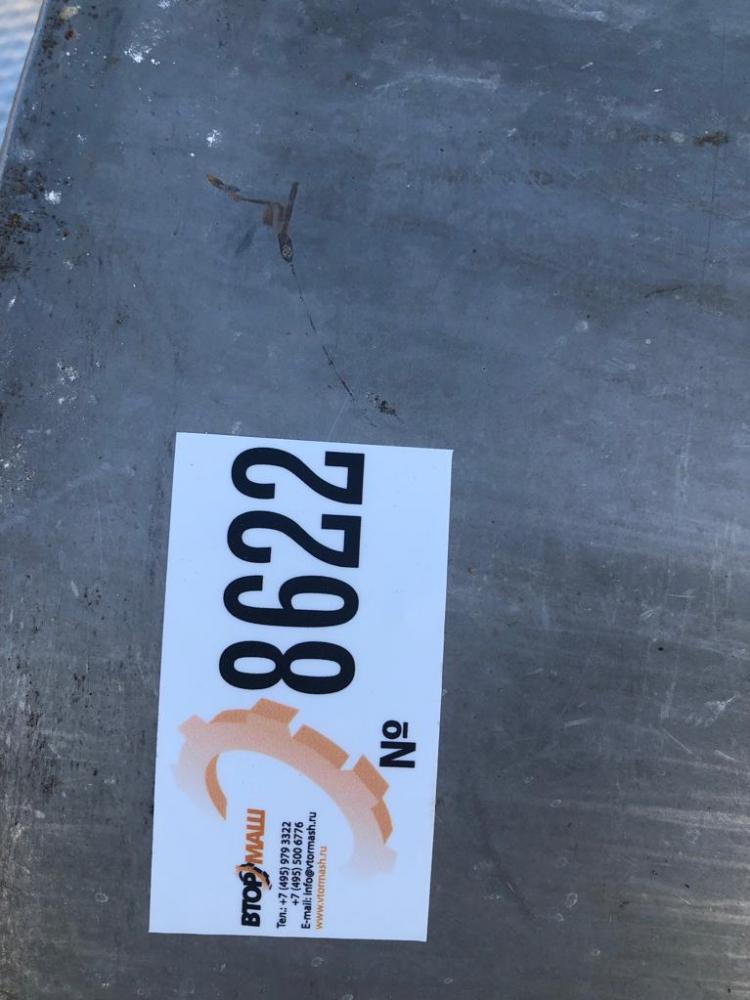 № 8622
ВТОРМАШ
Тел.: +7 (495) 979 3322
+7 (495) 500 6776
E-mail: info@vtormash.ru
www.vtormash.ru